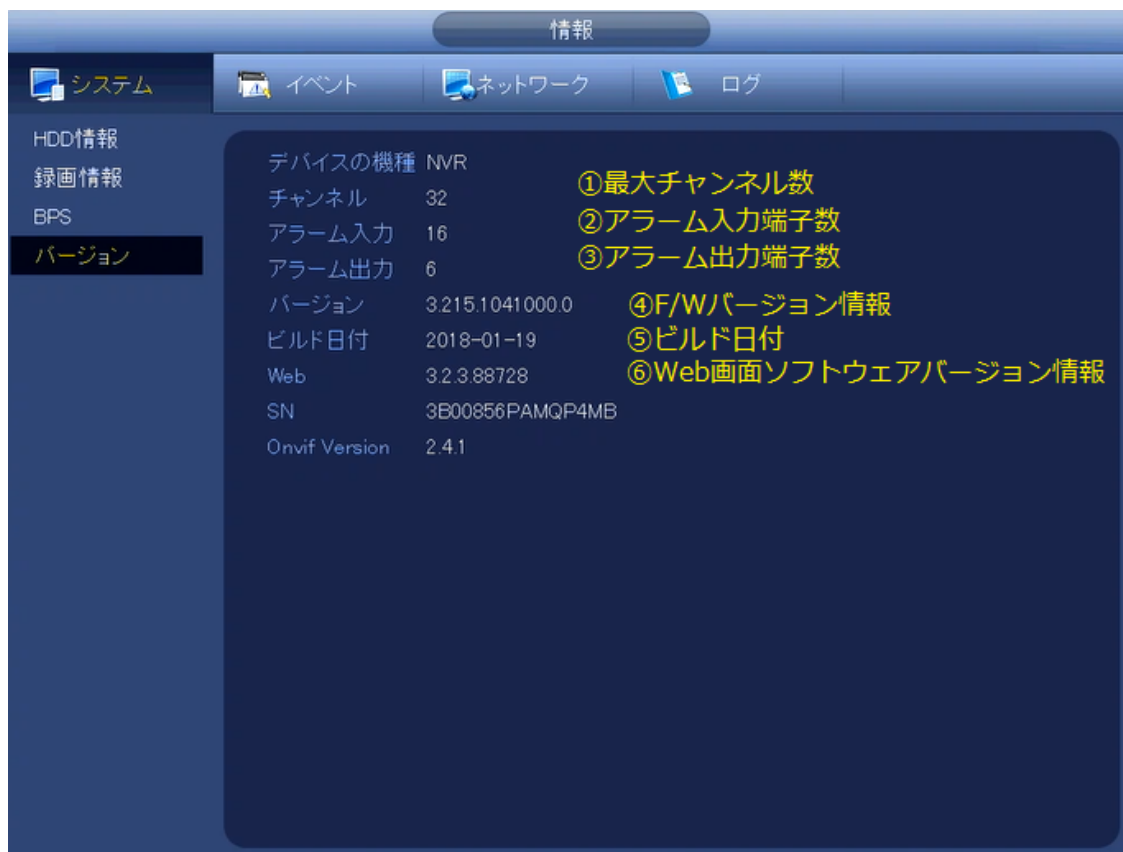 情報
システム イベント ネットワーク ログ
HDD情報
録画情報
BPS
バージョン
デバイスの機種 NVR
チャンネル 32 ①最大チャンネル数
アラーム入力 16 ②アラーム入力端子数
アラーム出力 6 ③アラーム出力端子数
バージョン 3.215.1041000.0 ④F/Wバージョン情報
ビルド日付 2018-01-19 ⑤ビルド日付
Web 3.2.3.88728 ⑥Web画面ソフトウェアバージョン情報
SN 3B00856PAMQP4MB
Onvif Version 2.4.1